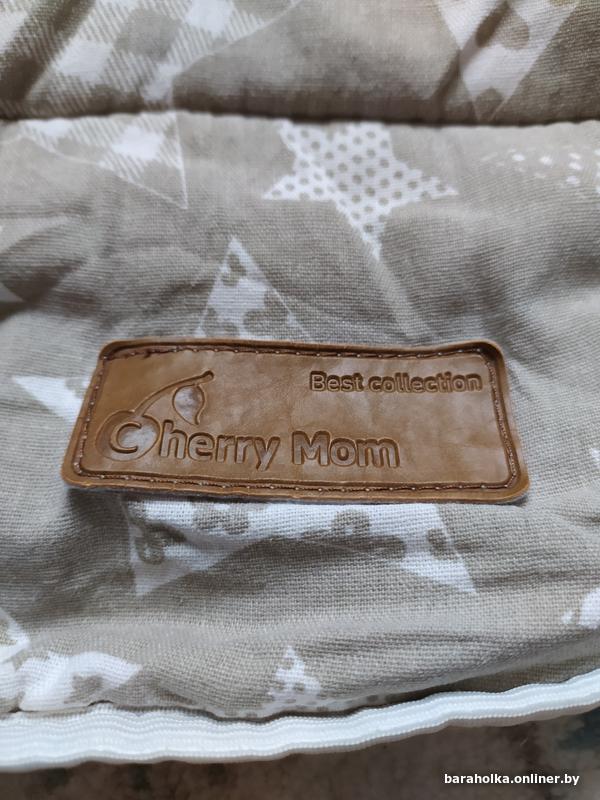 Best collection
Cherry Mom
baraholka.onliner.by